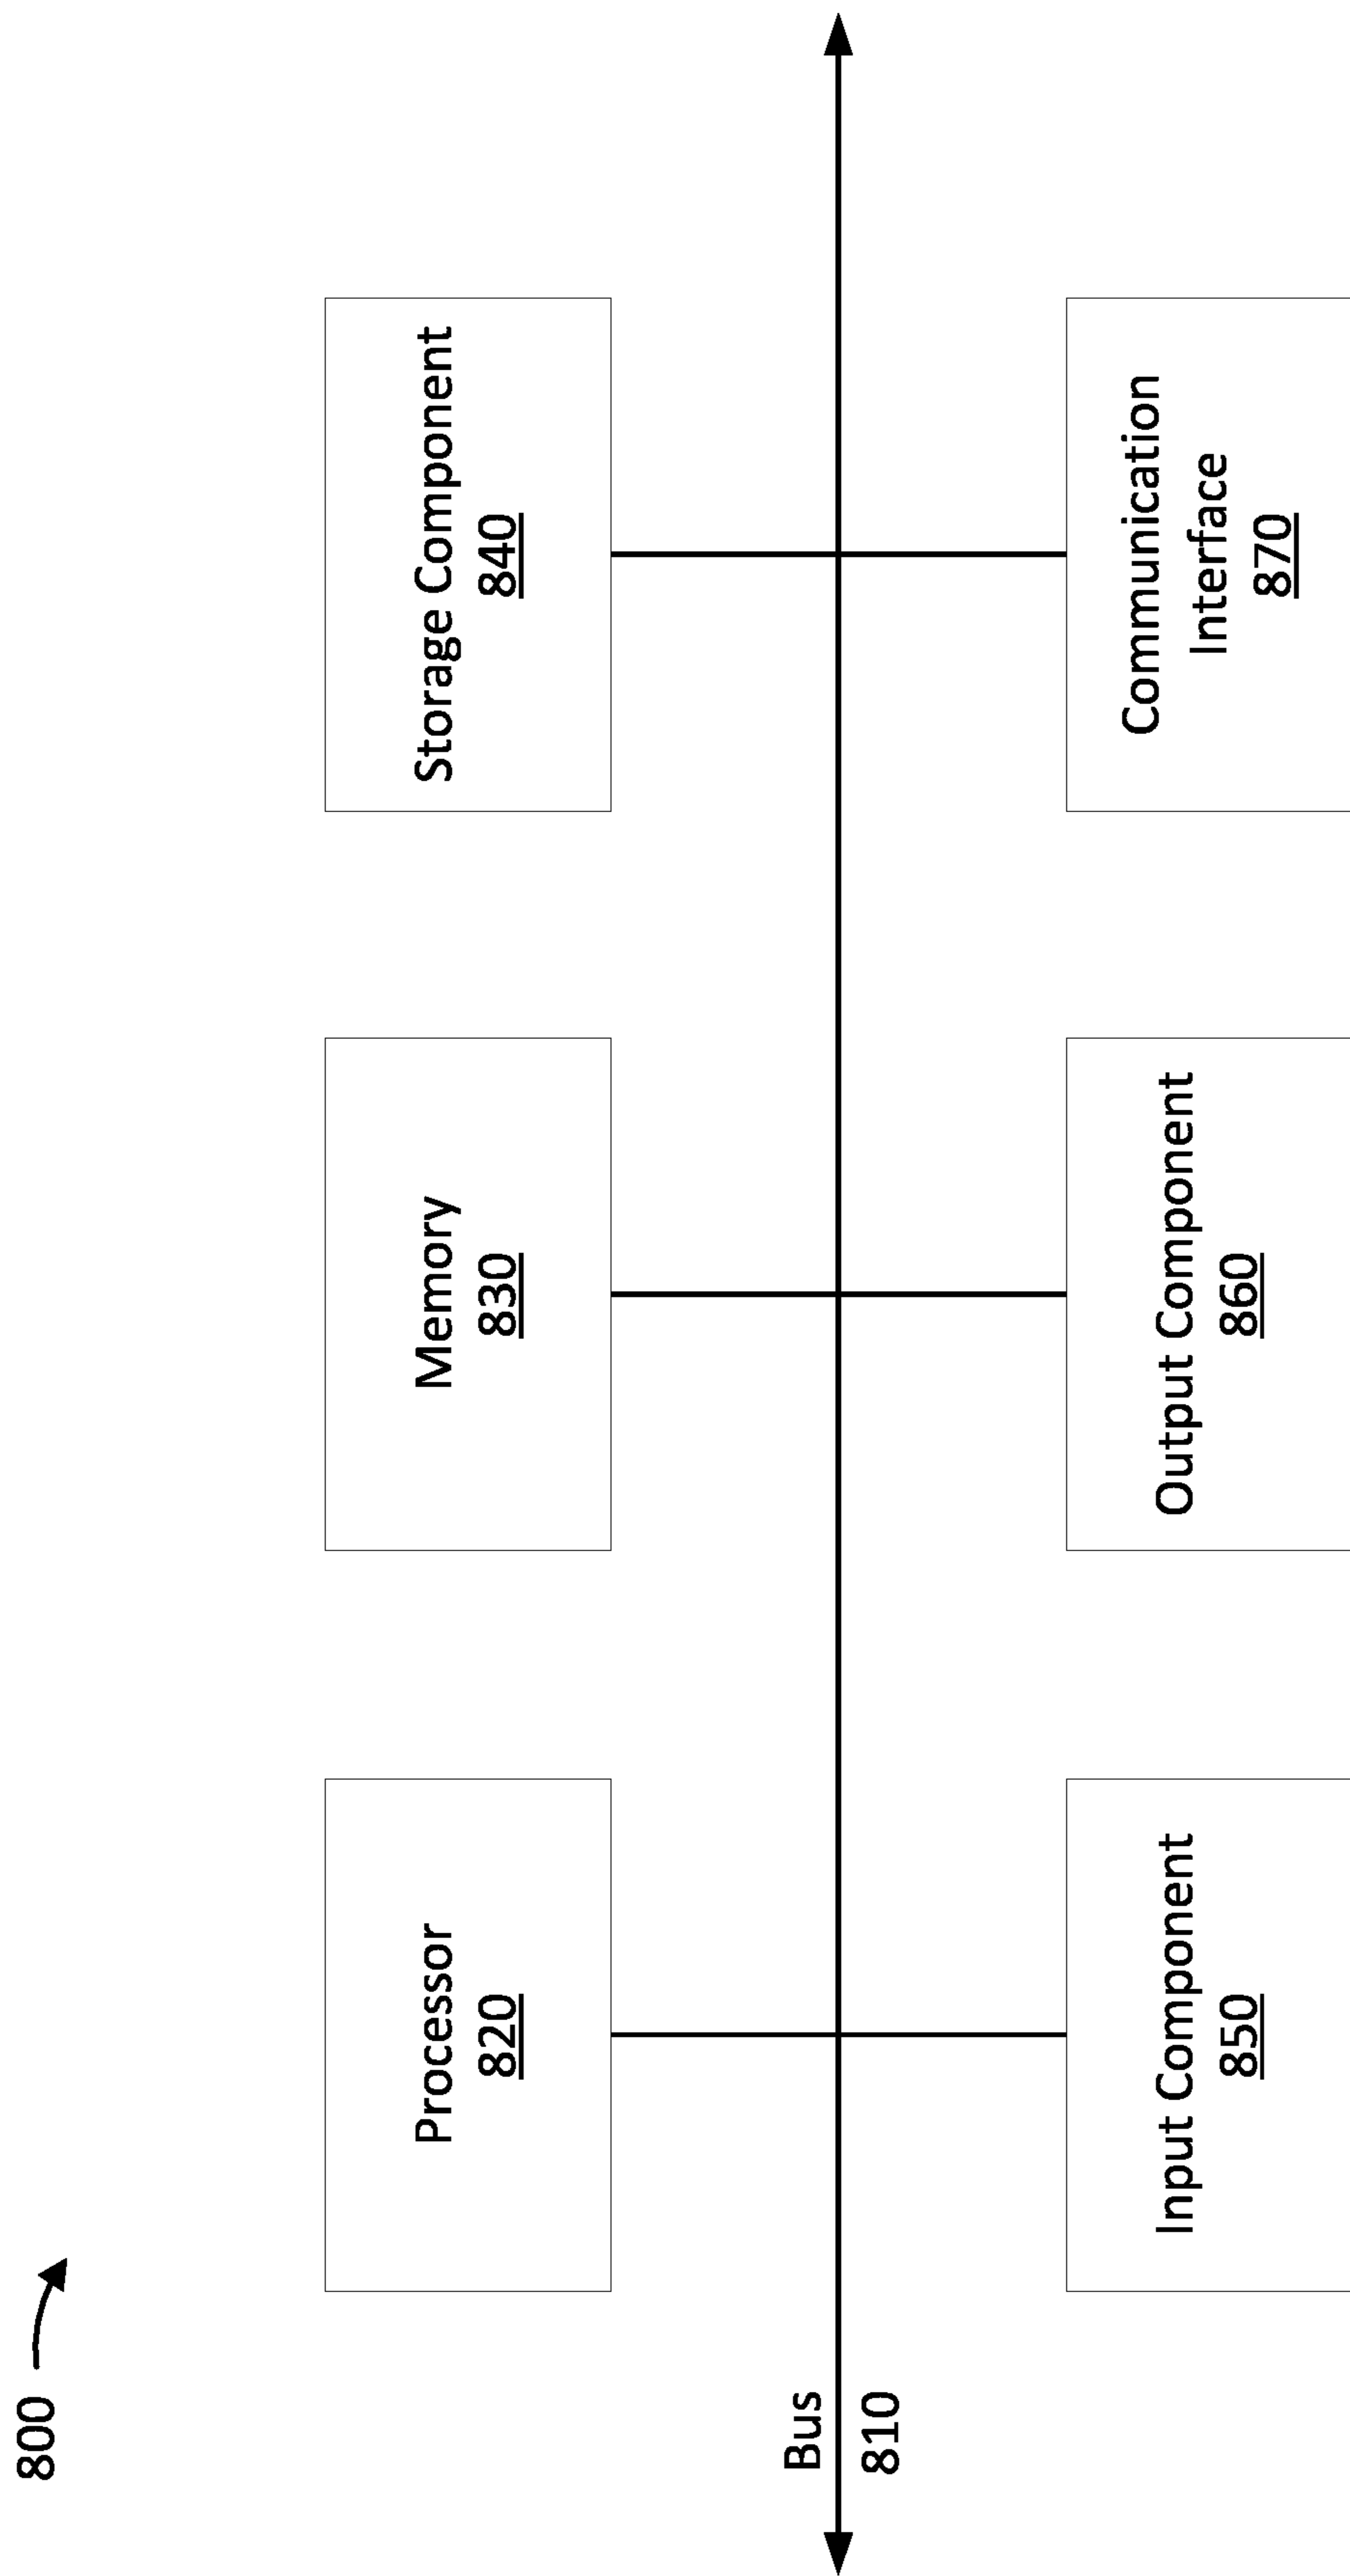 800
Processor
820
Memory
830
Storage Component
840
Bus
810
Input Component
850
Output Component
860
Communication
Interface
870